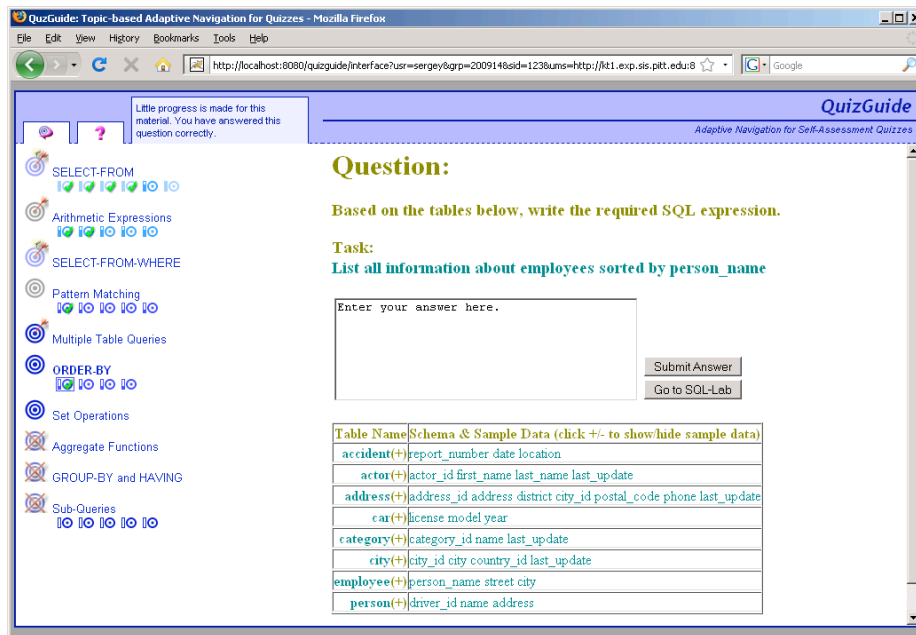 QuzGuide: Topic-based Adaptive Navigation for Quizzes - Mozilla Firefox
File Edit View History Bookmarks Tools Help
http://localhost:8080/quizguide/interface?usr=sergey&grp=200914&sid=123&ums=http://kt1.exp.sis.pitt.edu:8
G Google
Little progress is made for this
material. You have answered this
question correctly.
?
QuizGuide
Adaptive Navigation for Self-Assessment Quizzes
SELECT-FROM
Arithmetic Expressions
SELECT-FROM-WHERE
Pattern Matching
Multiple Table Queries
ORDER-BY
Set Operations
Aggregate Functions
GROUP-BY and HAVING
Sub-Queries
Question:
Based on the tables below, write the required SQL expression.
Task:
List all information about employees sorted by person_name
Enter your answer here.
Submit Answer
Go to SQL-Lab
Table Name Schema & Sample Data (click +/- to show/hide sample data)
accident(+) report_number date location
actor(+) actor_id first_name last_name last_update
address(+) address_id address district city_id postal_code phone last_update
car(+) license model year
category(+) category_id name last_update
city(+) city_id city country_id last_update
employee(+) person_name street city
person(+) driver_id name address